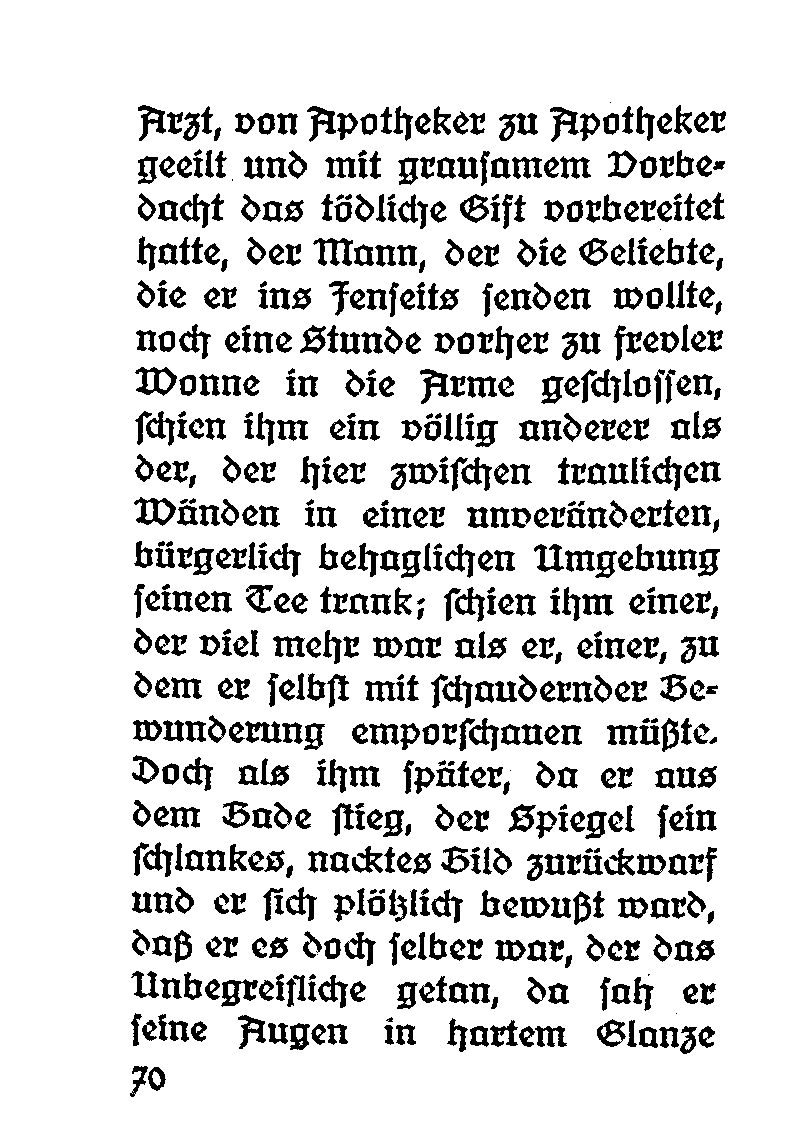 Arzt, von Apotheker zu Apotheker
geeilt und mit grausamem Vorbe-
dacht das tödliche Gift vorbereitet
hatte, der Mann, der die Geliebte,
die er ins Jenseits senden wollte,
noch eine Stunde vorher zu frevler
Wonne in die Arme geschlossen,
schien ihm ein völlig anderer als
der, der hier zwischen traulichen
Wänden in einer unveränderten,
bürgerlich behaglichen Umgebung
seinen Tee trank; schien ihm einer,
der viel mehr war als er, einer, zu
dem er selbst mit schaudernder Be-
wunderung emporschauen müßte.
Doch als ihm später, da er aus
dem Bade stieg, der Spiegel sein
schlankes, nacktes Bild zurückwarf
und er sich plötzlich bewußt ward,
daß er es doch selber war, der das
Unbegreifliche getan, da sah er
seine Augen in hartem Glanze
70